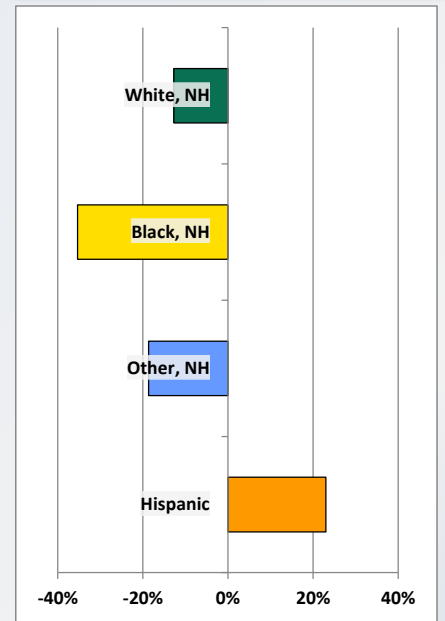 White, NH
Black, NH
Other, NH
Hispanic
-40% -20% 0% 20% 40%